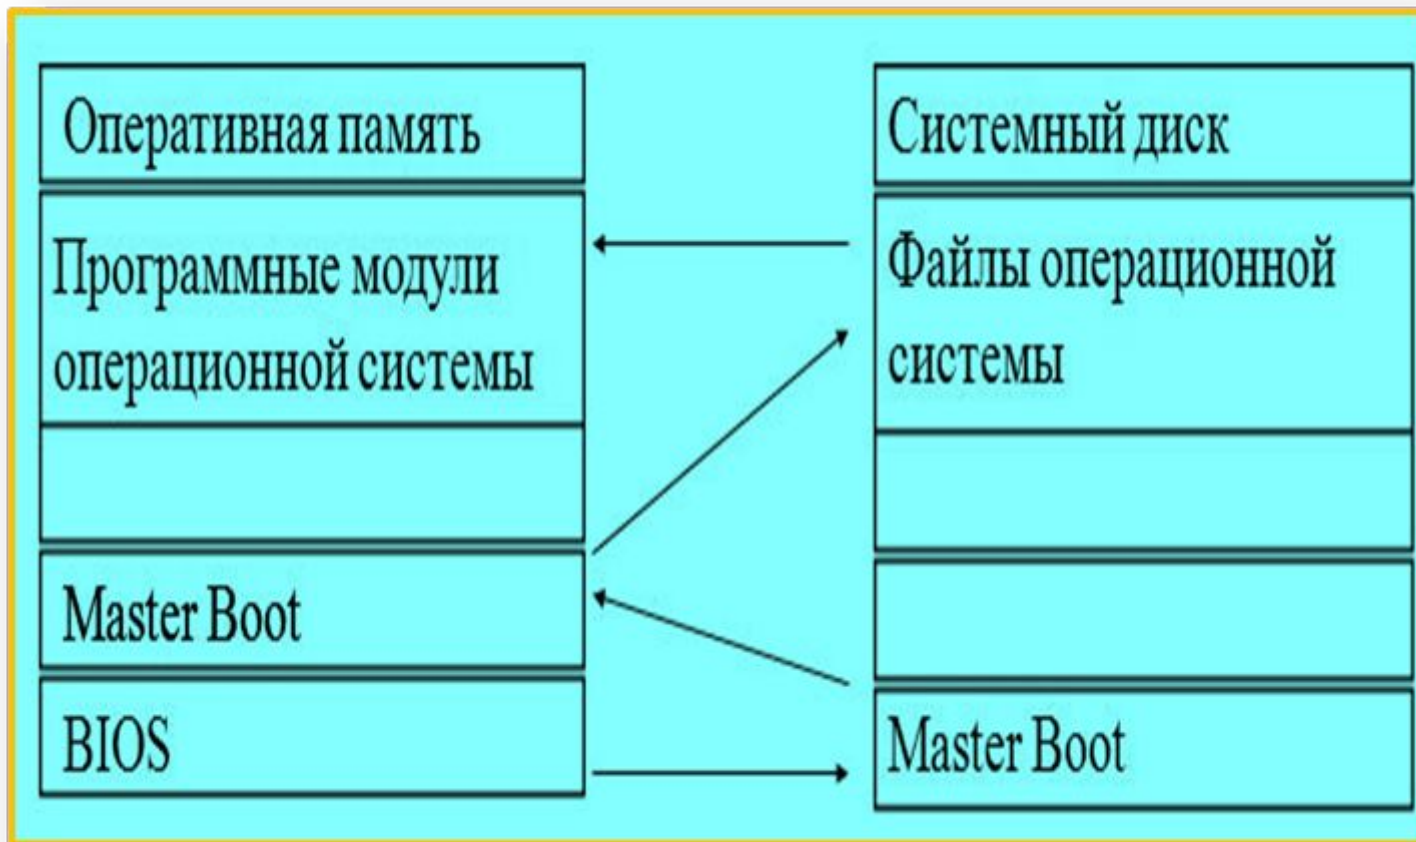 Оперативная память
Программные модули
операционной системы
Master Boot
BIOS
Системный диск
Файлы операционной
системы
Master Boot